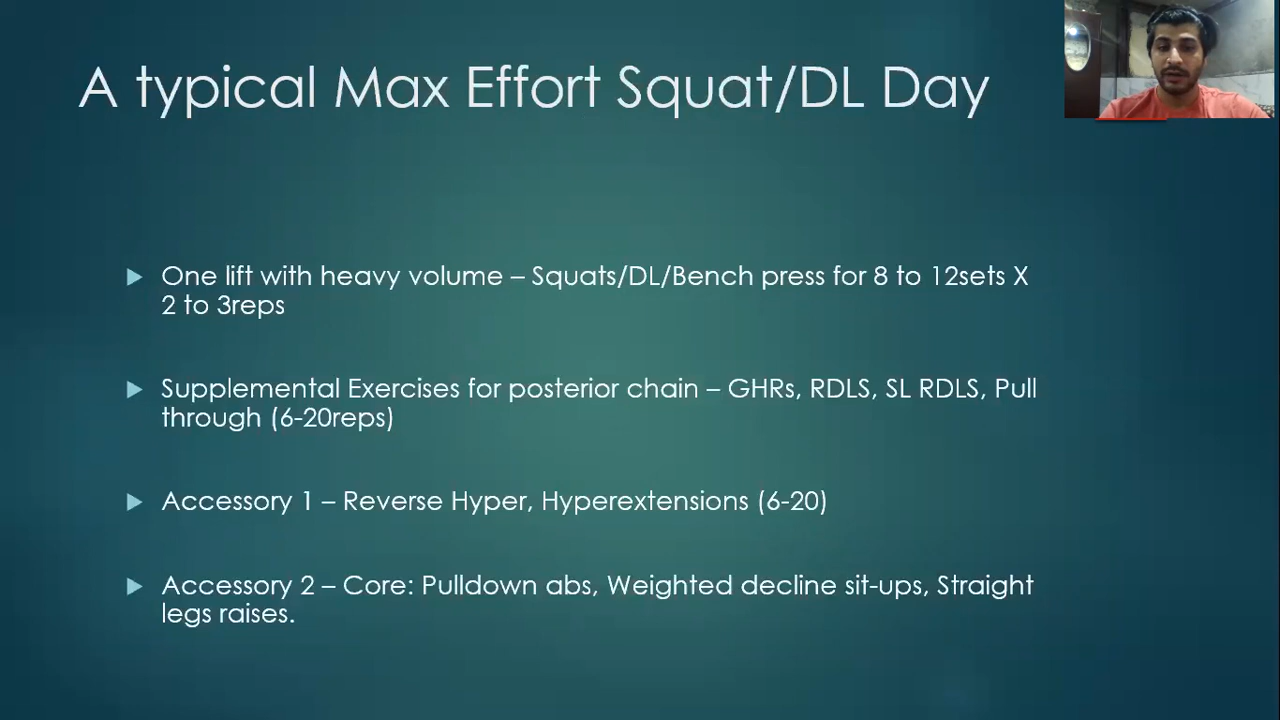 A typical Max Effort Squat/DL Day
One lift with heavy volume – Squats/DL/Bench press for 8 to 12sets X
2 to 3reps
Supplemental Exercises for posterior chain – GHRs, RDLS, SL RDLS, Pull
through (6-20reps)
Accessory 1 – Reverse Hyper, Hyperextensions (6-20)
Accessory 2 – Core: Pulldown abs, Weighted decline sit-ups, Straight
legs raises.